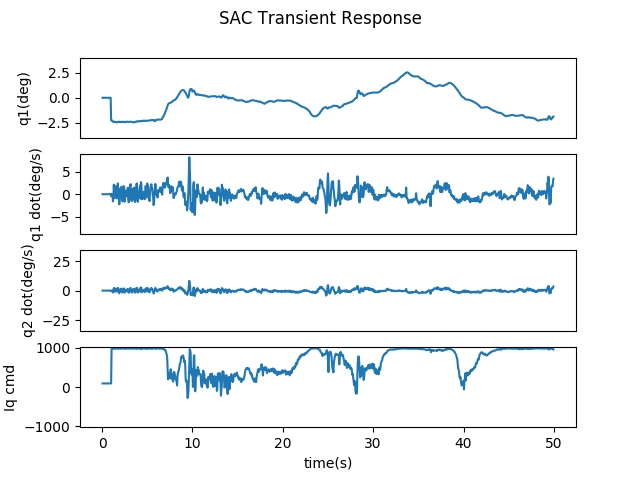 SAC Transient Response
q1(deg)
2.5
0.0
−2.5
q1 dot(deg/s)
5
0
−5
q2 dot(deg/s)
25
0
−25
Iq cmd
1000
0
−1000
0 10 20 30 40 50
time(s)